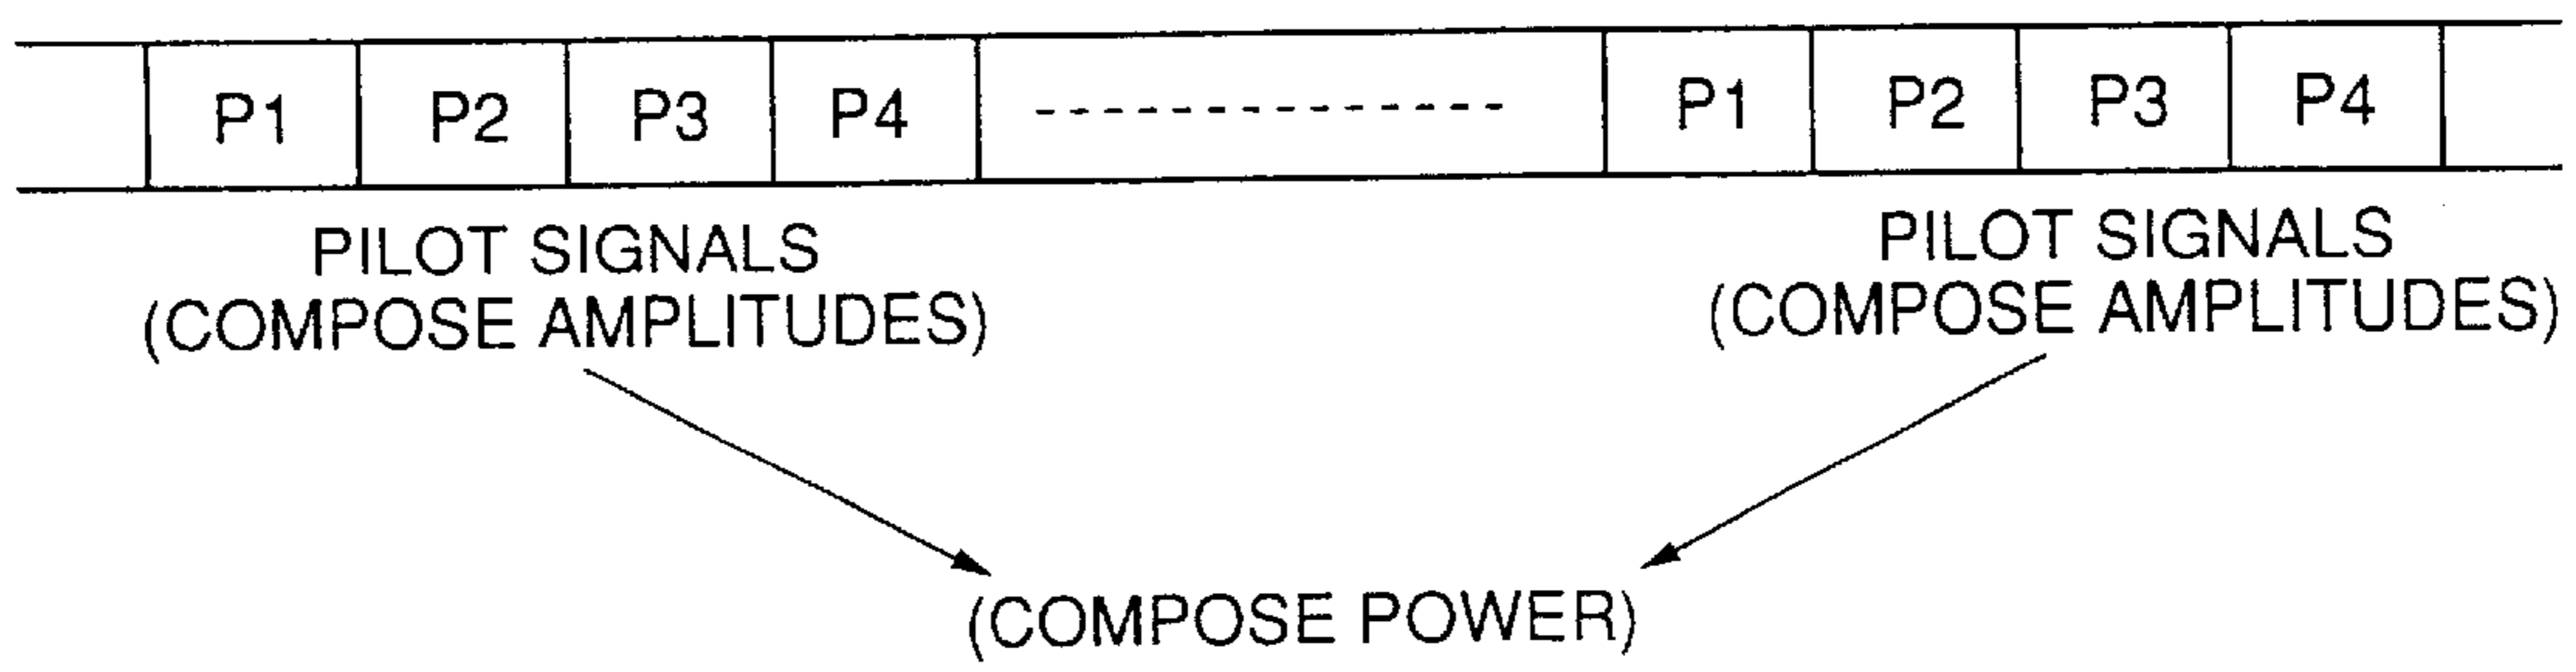 P1 P2 P3 P4 P1 P2 P3 P4
PILOT SIGNALS
(COMPOSE AMPLITUDES)
PILOT SIGNALS
(COMPOSE AMPLITUDES)
(COMPOSE POWER)